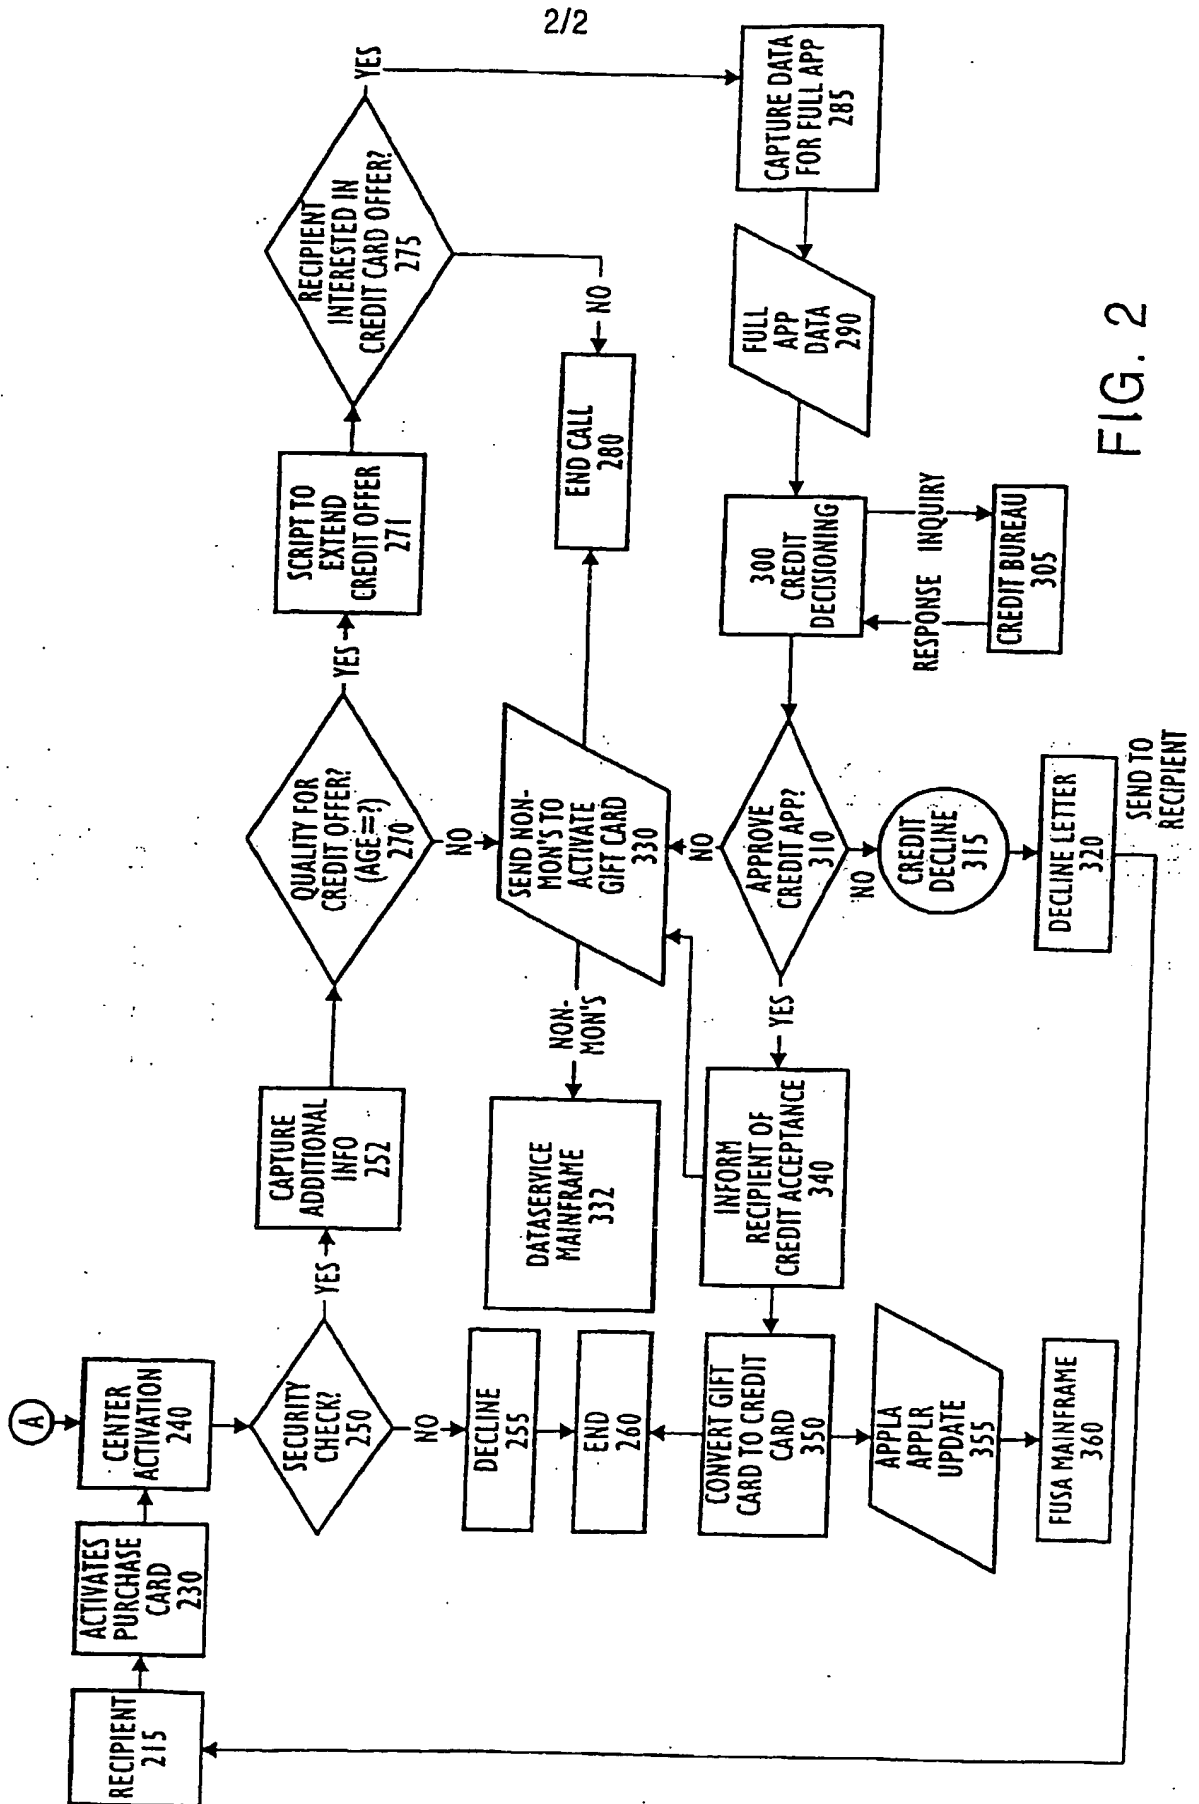 2/2
A
RECIPIENT
215
ACTIVATES
PURCHASE
CARD
230
CENTER
ACTIVATION
240
SECURITY
CHECK?
250
YES
NO
CAPTURE
ADDITIONAL
INFO
252
QUALITY FOR
CREDIT OFFER?
(AGE==?)
270
YES
NO
SCRIPT TO
EXTEND
CREDIT OFFER
271
RECIPIENT
INTERESTED IN
CREDIT CARD OFFER?
275
YES
NO
DECLINE
255
END
260
DATASERVICE
MAINFRAME
332
NON-
MON'S
SEND NON-
MON'S TO
ACTIVATE
GIFT CARD
330
END CALL
280
CAPTURE DATA
FOR FULL APP
285
FULL
APP
DATA
290
300
CREDIT
DECISIONING
RESPONSE
INQUIRY
CREDIT BUREAU
305
APPROVE
CREDIT APP?
310
NO
NO
YES
CREDIT
DECLINE
315
DECLINE LETTER
320
SEND TO
RECIPIENT
INFORM
RECIPIENT OF
CREDIT ACCEPTANCE
340
CONVERT GIFT
CARD TO CREDIT
CARD
350
APPLA
APPLR
UPDATE
355
FUSA MAINFRAME
360
FIG. 2